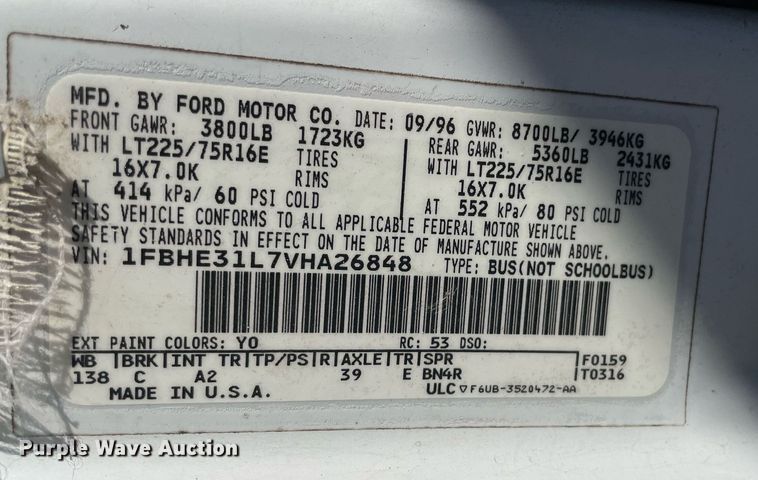 MFD. BY FORD MOTOR CO. DATE: 09/96 GVWR: 8700LB/ 3946KG
FRONT GAWR: 3800LB 1723KG
WITH LT225/75R16E TIRES
16X7.0K RIMS
AT 414 kPa/ 60 PSI COLD
REAR GAWR: 5360LB 2431KG
WITH LT225/75R16E TIRES
16X7.0K RIMS
AT 552 kPa/ 80 PSI COLD
THIS VEHICLE CONFORMS TO ALL APPLICABLE FEDERAL MOTOR VEHICLE
SAFETY STANDARDS IN EFFECT ON THE DATE OF MANUFACTURE SHOWN ABOVE.
VIN: 1FBHE31L7VHA26848 TYPE: BUS(NOT SCHOOLBUS)
EXT PAINT COLORS: YO RC: 53 DSO:
WB BRK INT TR TP/PS R AXLE TR SPR F0159
138 C A2 39 E BN4R T0316
MADE IN U.S.A. ULC ▽F6UB-3520472-AA
Purple Wave Auction